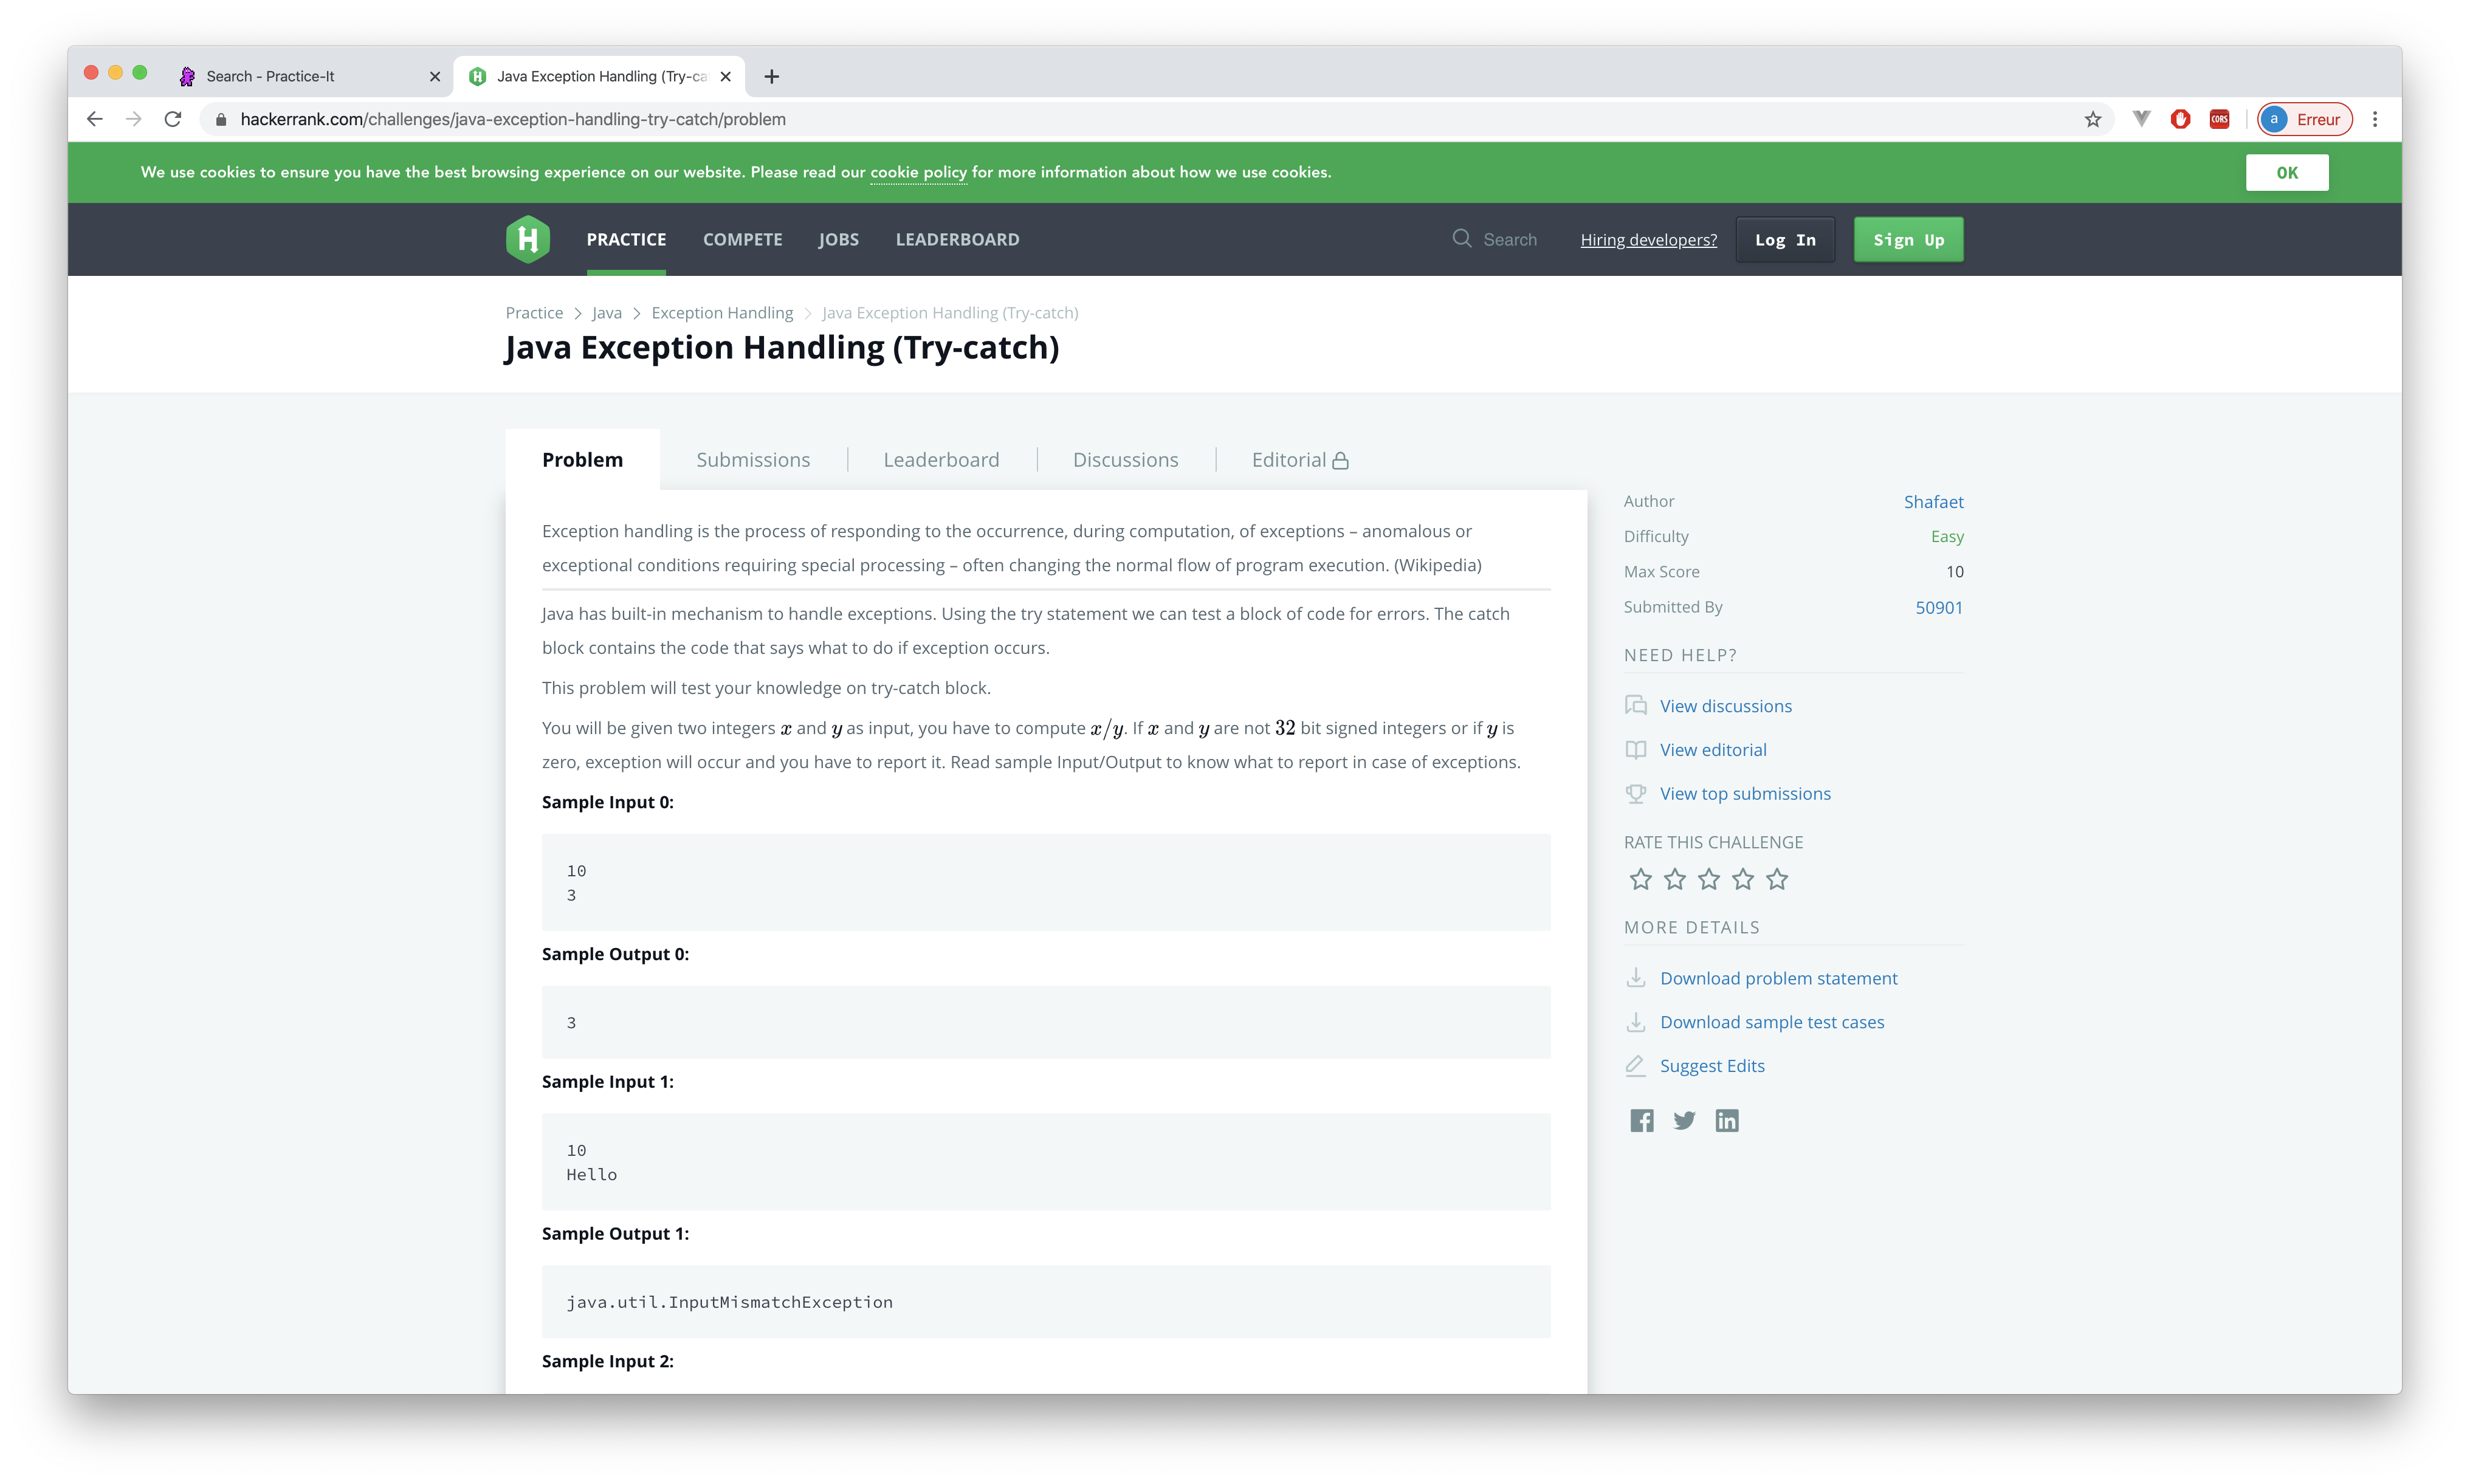 Search - Practice-It
Java Exception Handling (Try-ca
hackerrank.com/challenges/java-exception-handling-try-catch/problem
CORS
a
Erreur
We use cookies to ensure you have the best browsing experience on our website. Please read our cookie policy for more information about how we use cookies.
OK
H
PRACTICE
COMPETE
JOBS
LEADERBOARD
Search
Hiring developers?
Log In
Sign Up
Practice > Java > Exception Handling > Java Exception Handling (Try-catch)
Java Exception Handling (Try-catch)
Problem
Submissions
Leaderboard
Discussions
Editorial
Exception handling is the process of responding to the occurrence, during computation, of exceptions – anomalous or
exceptional conditions requiring special processing – often changing the normal flow of program execution. (Wikipedia)
Java has built-in mechanism to handle exceptions. Using the try statement we can test a block of code for errors. The catch
block contains the code that says what to do if exception occurs.
This problem will test your knowledge on try-catch block.
You will be given two integers x and y as input, you have to compute x/y. If x and y are not 32 bit signed integers or if y is
zero, exception will occur and you have to report it. Read sample Input/Output to know what to report in case of exceptions.
Sample Input 0:
10
3
Sample Output 0:
3
Sample Input 1:
10
Hello
Sample Output 1:
java.util.InputMismatchException
Sample Input 2:
Author Shafaet
Difficulty Easy
Max Score 10
Submitted By 50901
NEED HELP?
View discussions
View editorial
View top submissions
RATE THIS CHALLENGE
MORE DETAILS
Download problem statement
Download sample test cases
Suggest Edits